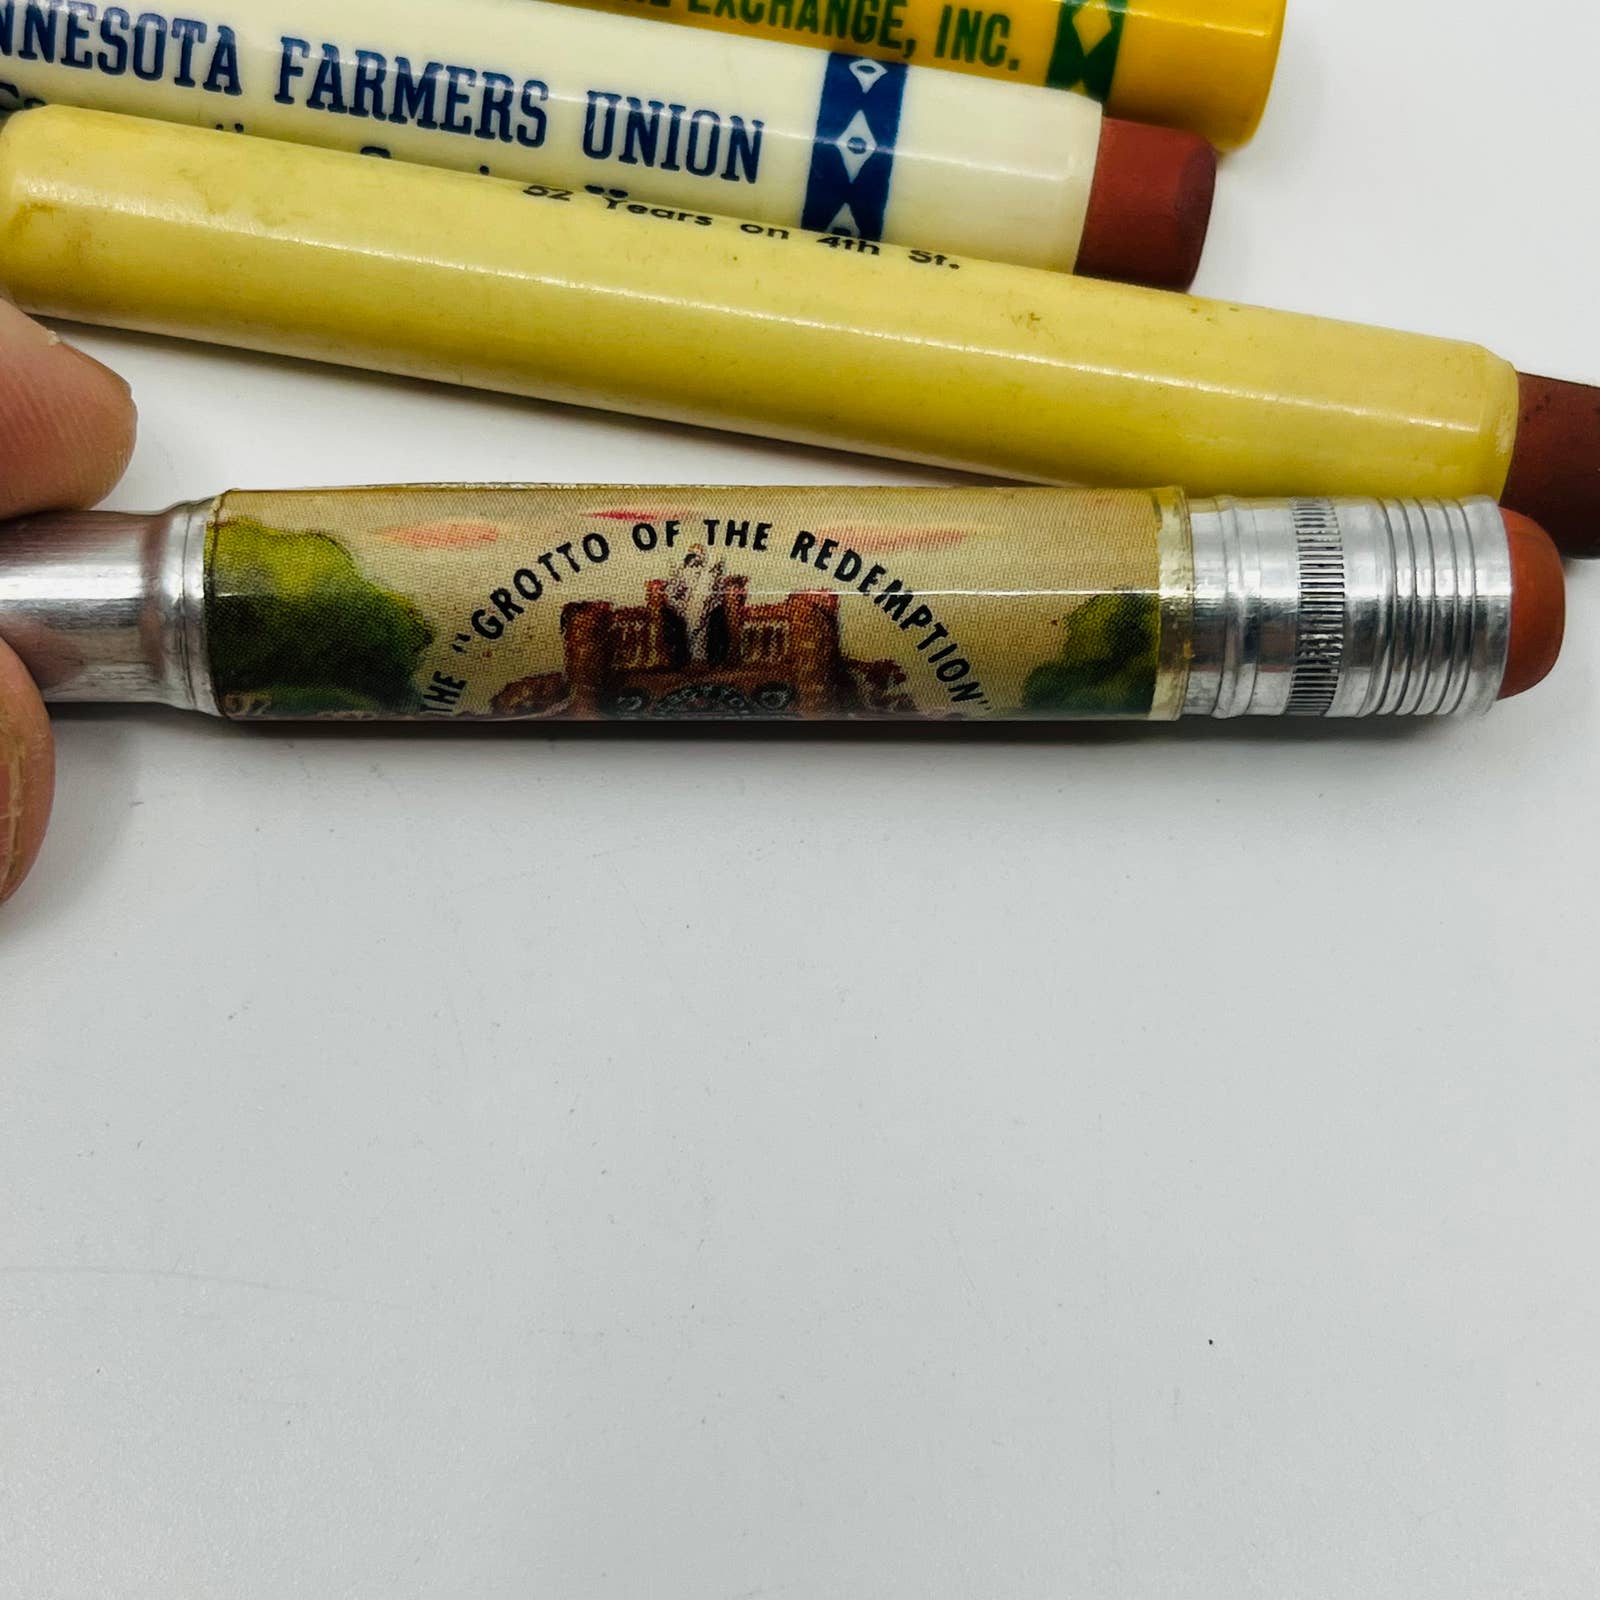 EXCHANGE, INC.
NNESOTA FARMERS UNION
52 Years on 4th St.
THE "GROTTO OF THE REDEMPTION"